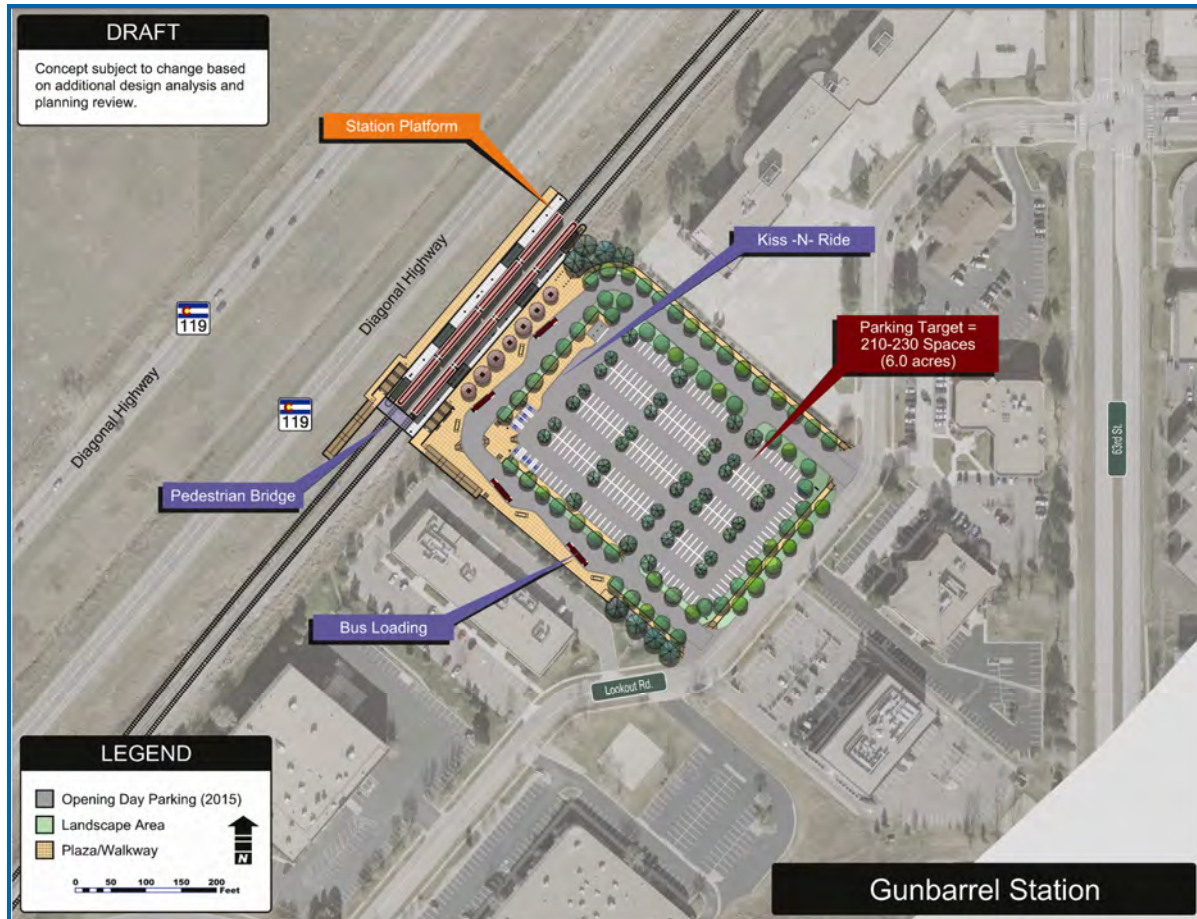 DRAFT
Concept subject to change based
on additional design analysis and
planning review.
Station Platform
Kiss -N- Ride
Diagonal Highway
Diagonal Highway
119
119
Parking Target =
210-230 Spaces
(6.0 acres)
63rd St.
Pedestrian Bridge
Bus Loading
Lookout Rd.
LEGEND
Opening Day Parking (2015)
Landscape Area
Plaza/Walkway
N
0 50 100 150 200
Feet
Gunbarrel Station